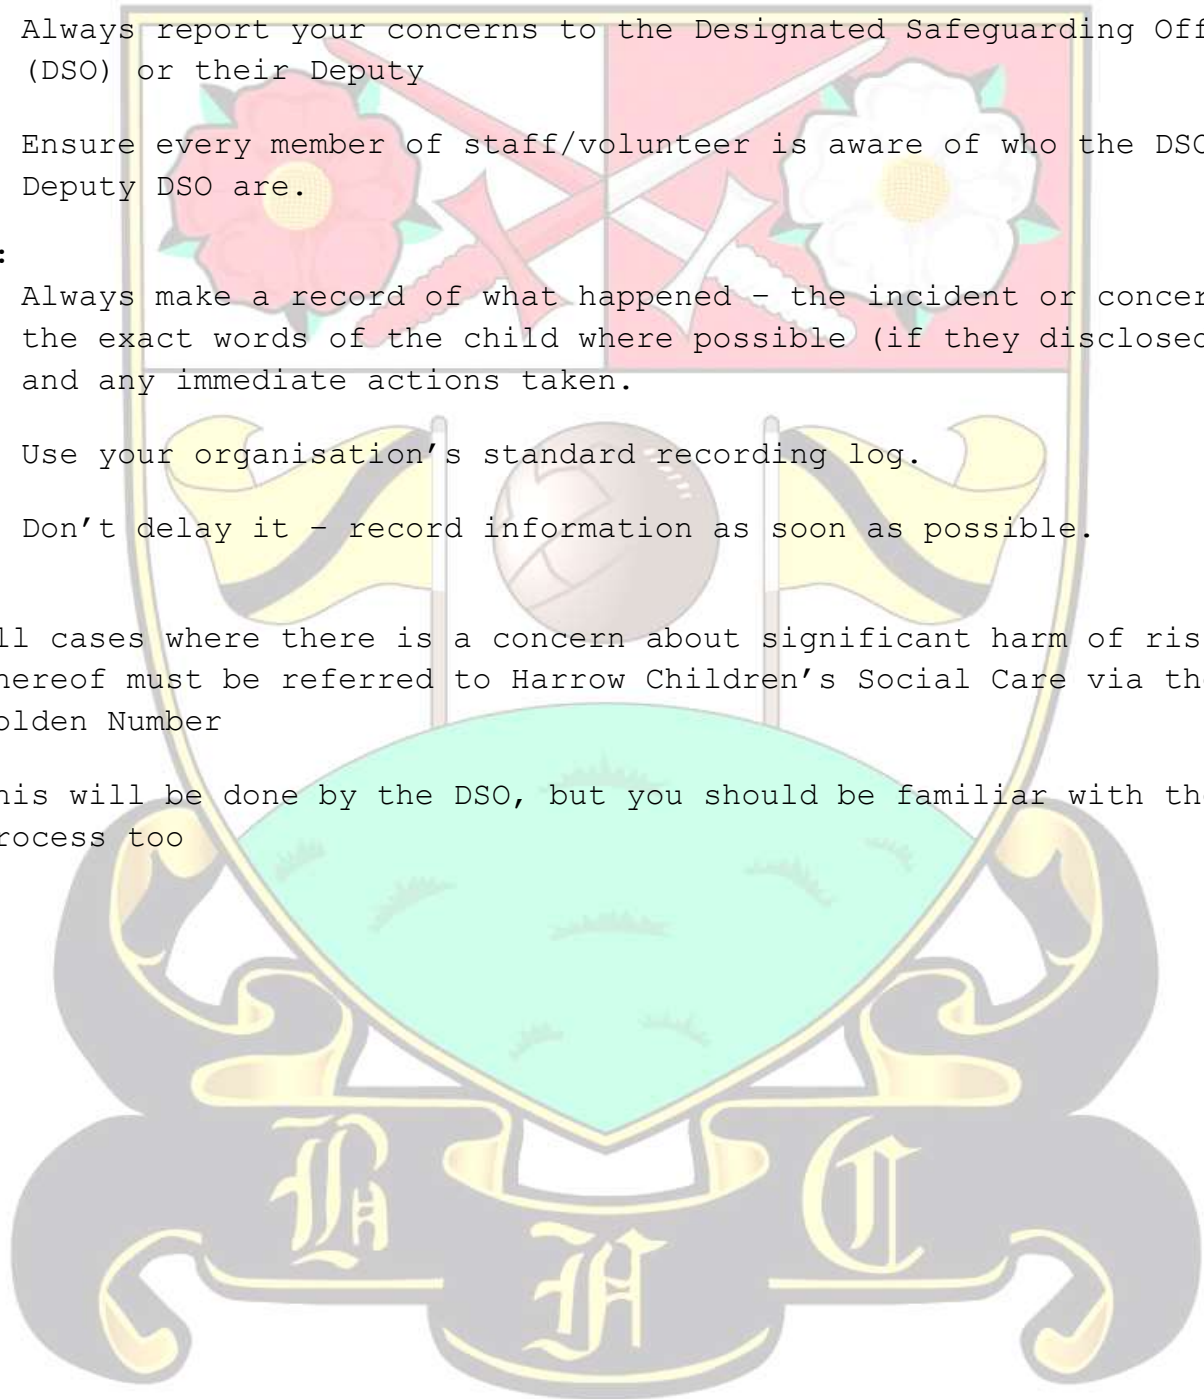 Always report your concerns to the Designated Safeguarding Off
(DSO) or their Deputy
Ensure every member of staff/volunteer is aware of who the DSO
Deputy DSO are.
:
Always make a record of what happened – the incident or concer
the exact words of the child where possible (if they disclosed
and any immediate actions taken.
Use your organisation's standard recording log.
Don't delay it – record information as soon as possible.
ll cases where there is a concern about significant harm of ris
hereof must be referred to Harrow Children's Social Care via the
olden Number
his will be done by the DSO, but you should be familiar with the
rocess too
B F C